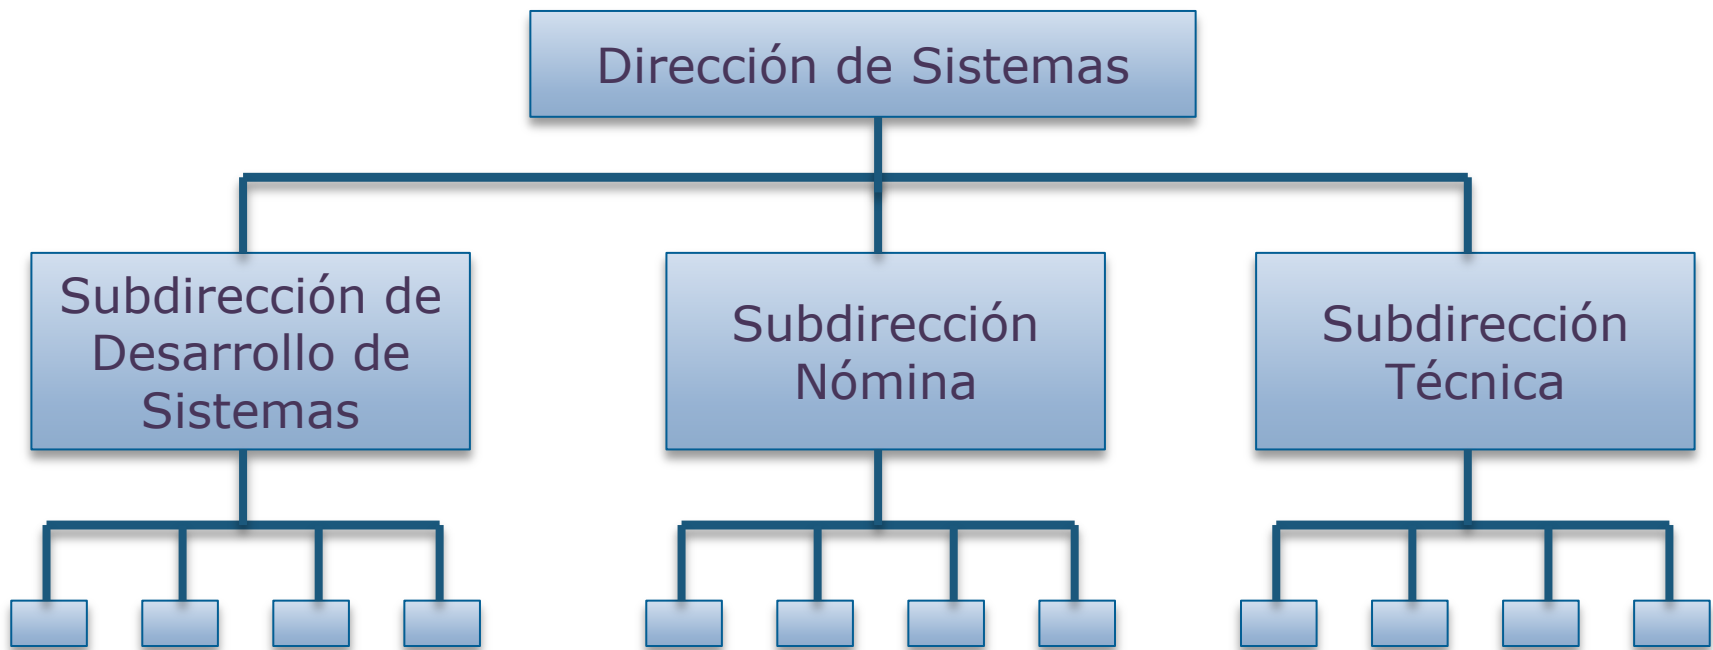 Dirección de Sistemas
Subdirección de
Desarrollo de
Sistemas
Subdirección
Nómina
Subdirección
Técnica